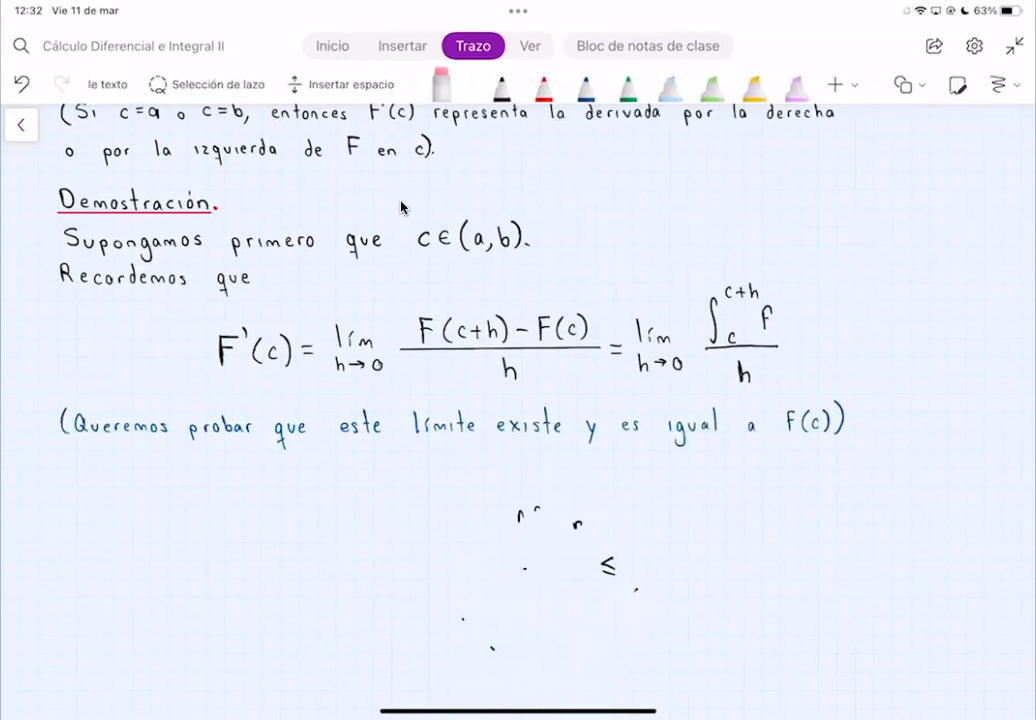 12:32 Vie 11 de mar
63%
Cálculo Diferencial e Integral II
Inicio Insertar Trazo Ver Bloc de notas de clase
le texto Selección de lazo Insertar espacio
(Si c=a o c=b, entonces F'(c) representa la derivada por la derecha
o por la izquierda de F en c).
Demostración.
Supongamos primero que c∈(a,b).
Recordemos que
F'(c) = lím h→0 (F(c+h) - F(c))/h = lím h→0 (∫_c^{c+h} f)/h
(Queremos probar que este límite existe y es igual a f(c))
≤